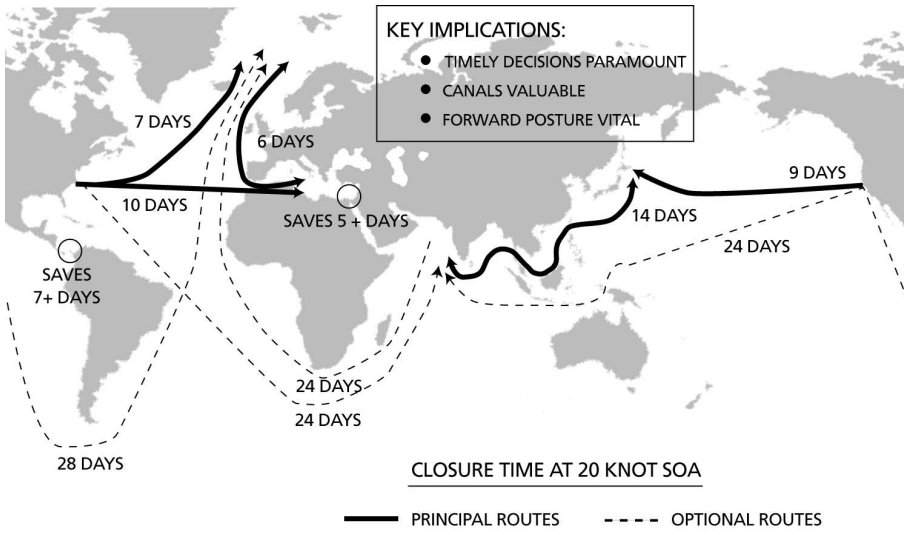 KEY IMPLICATIONS:
● TIMELY DECISIONS PARAMOUNT
● CANALS VALUABLE
● FORWARD POSTURE VITAL
7 DAYS
6 DAYS
9 DAYS
10 DAYS
SAVES 5 + DAYS
14 DAYS
24 DAYS
SAVES
7+ DAYS
24 DAYS
24 DAYS
28 DAYS
CLOSURE TIME AT 20 KNOT SOA
PRINCIPAL ROUTES
OPTIONAL ROUTES